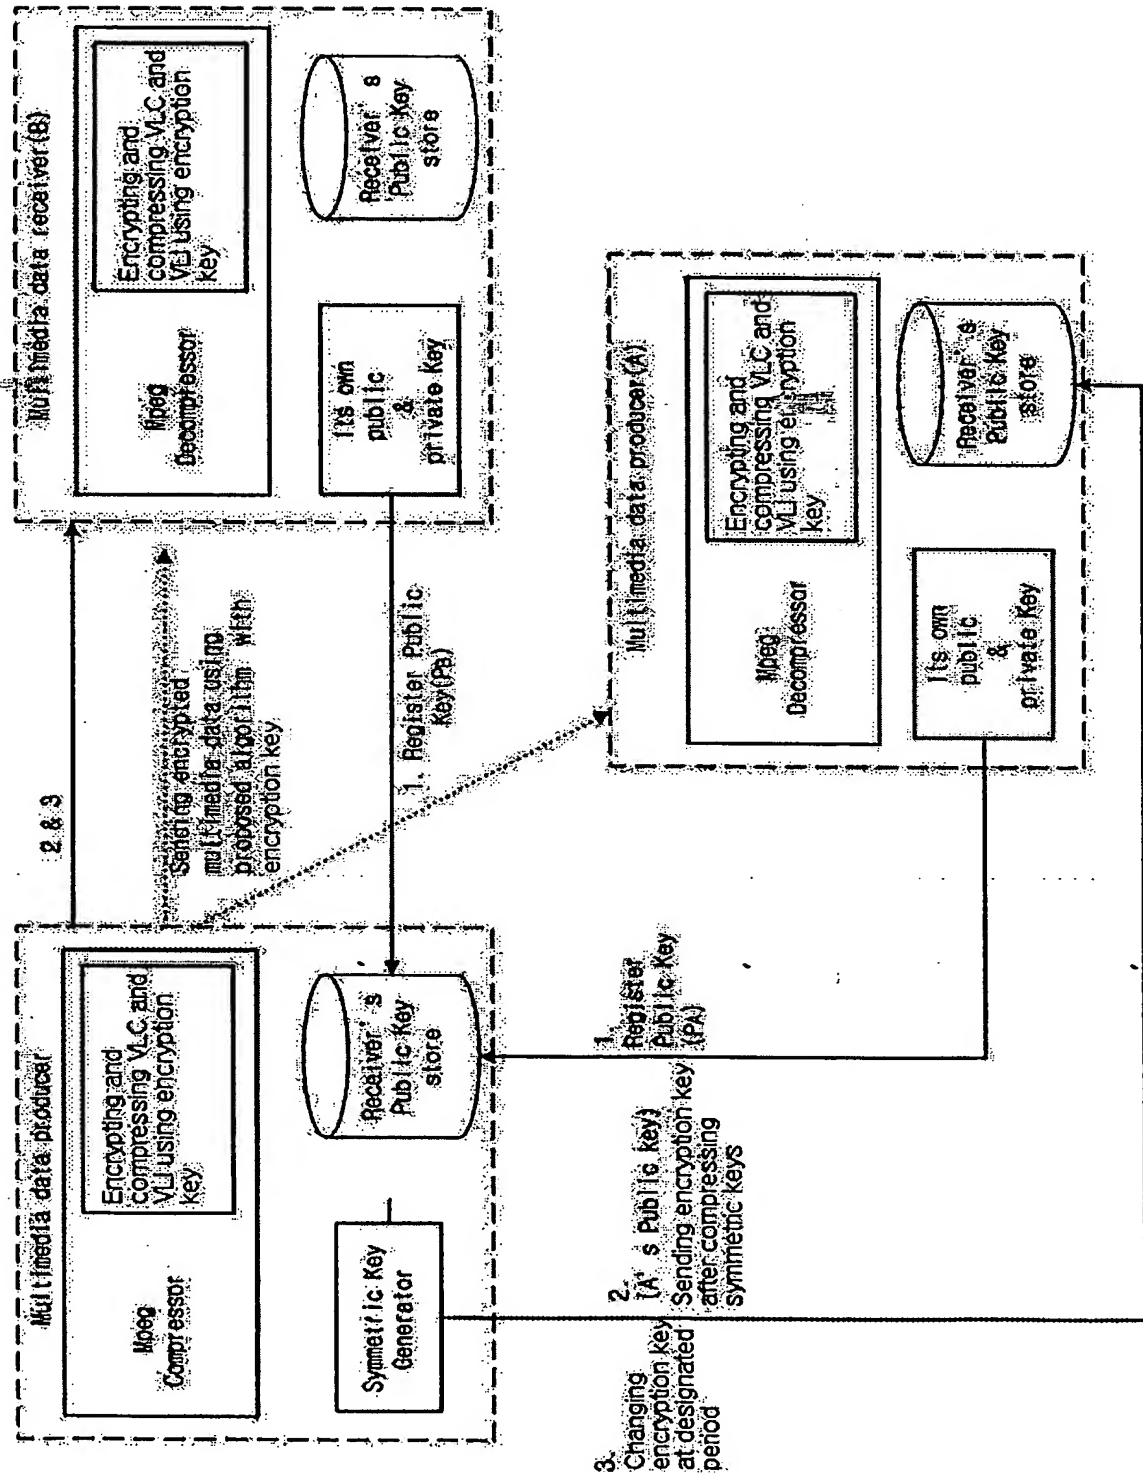 Multimedia data producer
Mpeg
Compressor
Encrypting and
compressing VLC and
VLI using encryption
key
Symmetric Key
Generator
Receiver's
Public Key
store
2 & 3
Sending encrypted
multimedia data using
proposed algorithm with
encryption key
1. Register Public
Key(PB)
Multimedia data receiver(B)
Mpeg
Decompressor
Encrypting and
compressing VLC and
VLI using encryption
key
Its own
public
&
private Key
Receiver's
Public Key
store
3.
Changing
encryption key
at designated
period
2.
(A's Public key)
Sending encryption key
after compressing
symmetric keys
1.
Register
Public Key
(PA)
Multimedia data producer(A)
Mpeg
Decompressor
Encrypting and
compressing VLC and
VLI using encryption
key
Its own
public
&
private Key
Receiver's
Public Key
store